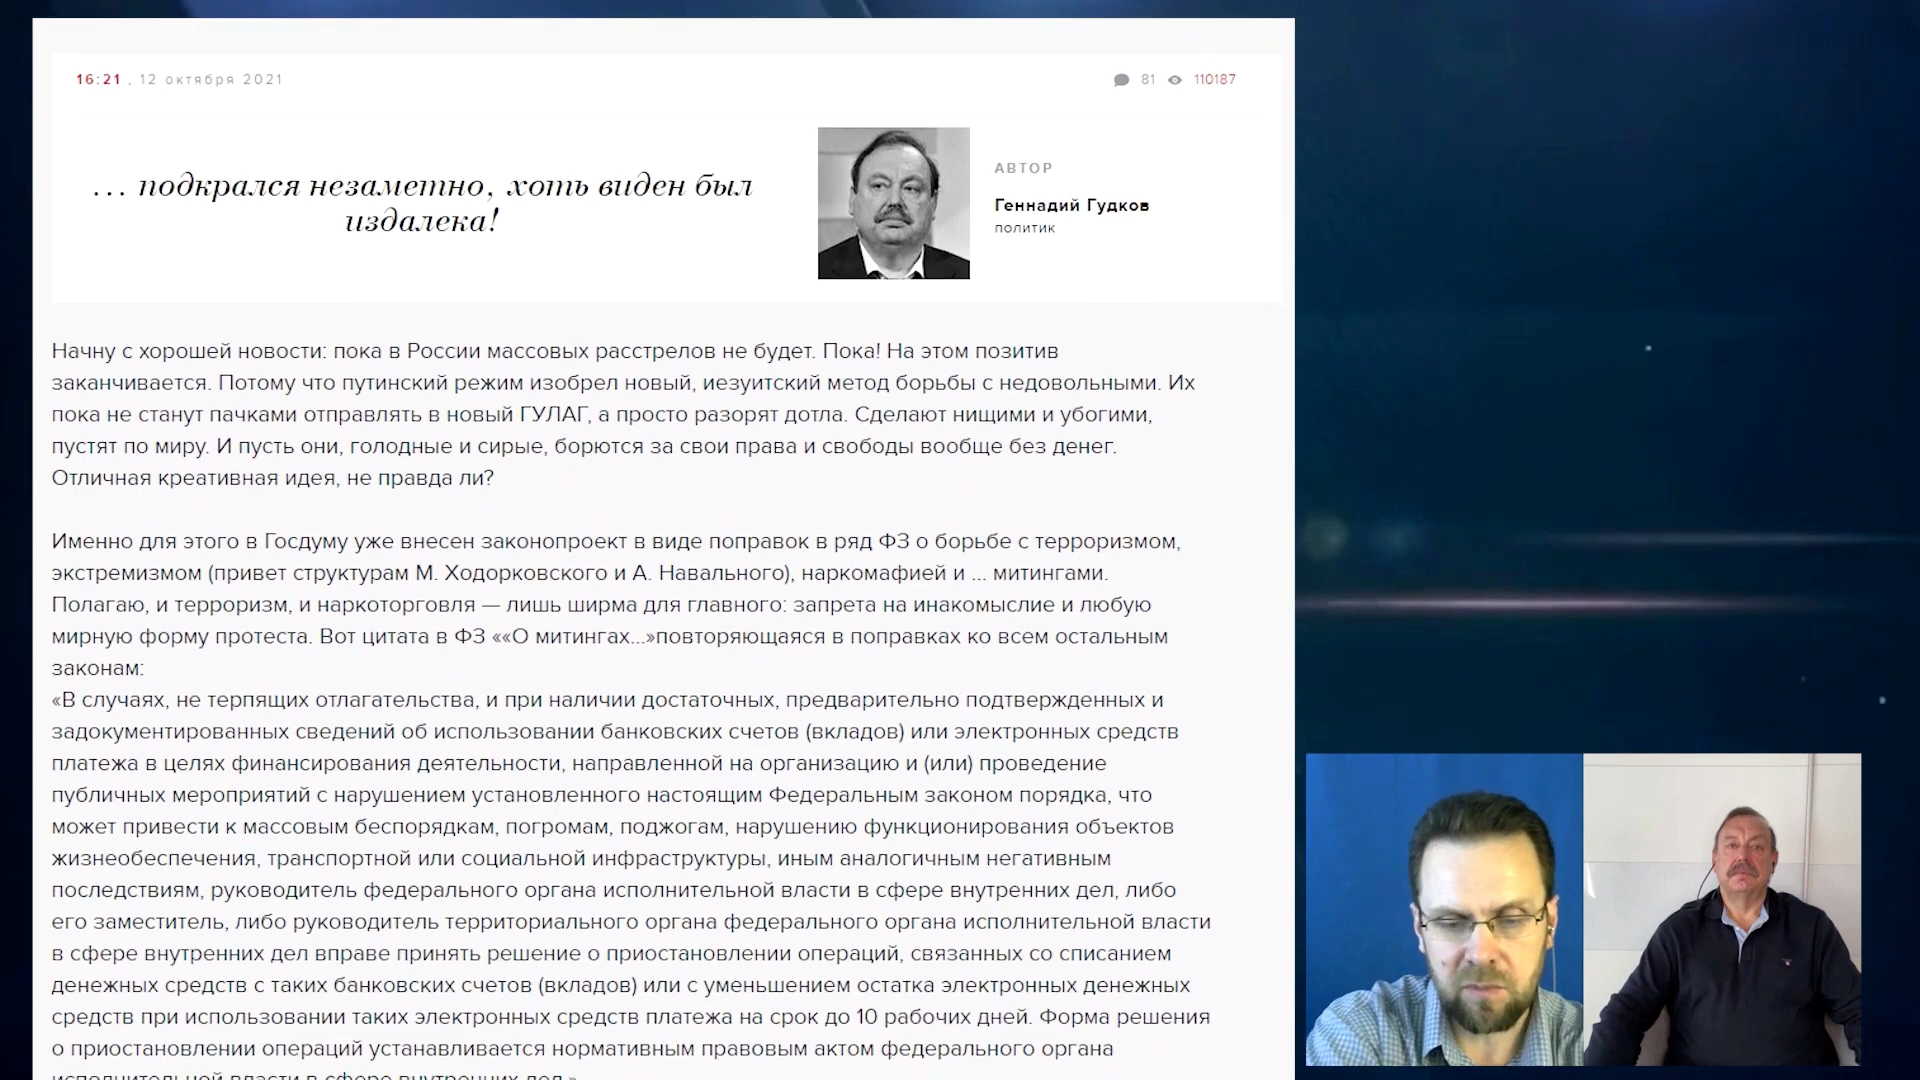 16:21 , 12 октября 2021
81 110187
... подкрался незаметно, хоть виден был
издалека!
АВТОР
Геннадий Гудков
политик
Начну с хорошей новости: пока в России массовых расстрелов не будет. Пока! На этом позитив
заканчивается. Потому что путинский режим изобрел новый, иезуитский метод борьбы с недовольными. Их
пока не станут пачками отправлять в новый ГУЛАГ, а просто разорят дотла. Сделают нищими и убогими,
пустят по миру. И пусть они, голодные и сирые, борются за свои права и свободы вообще без денег.
Отличная креативная идея, не правда ли?
Именно для этого в Госдуму уже внесен законопроект в виде поправок в ряд ФЗ о борьбе с терроризмом,
экстремизмом (привет структурам М. Ходорковского и А. Навального), наркомафией и ... митингами.
Полагаю, и терроризм, и наркоторговля — лишь ширма для главного: запрета на инакомыслие и любую
мирную форму протеста. Вот цитата в ФЗ ««О митингах...»повторяющаяся в поправках ко всем остальным
законам:
«В случаях, не терпящих отлагательства, и при наличии достаточных, предварительно подтвержденных и
задокументированных сведений об использовании банковских счетов (вкладов) или электронных средств
платежа в целях финансирования деятельности, направленной на организацию и (или) проведение
публичных мероприятий с нарушением установленного настоящим Федеральным законом порядка, что
может привести к массовым беспорядкам, погромам, поджогам, нарушению функционирования объектов
жизнеобеспечения, транспортной или социальной инфраструктуры, иным аналогичным негативным
последствиям, руководитель федерального органа исполнительной власти в сфере внутренних дел, либо
его заместитель, либо руководитель территориального органа федерального органа исполнительной власти
в сфере внутренних дел вправе принять решение о приостановлении операций, связанных со списанием
денежных средств с таких банковских счетов (вкладов) или с уменьшением остатка электронных денежных
средств при использовании таких электронных средств платежа на срок до 10 рабочих дней. Форма решения
о приостановлении операций устанавливается нормативным правовым актом федерального органа
исполнительной власти в сфере внутренних дел.»